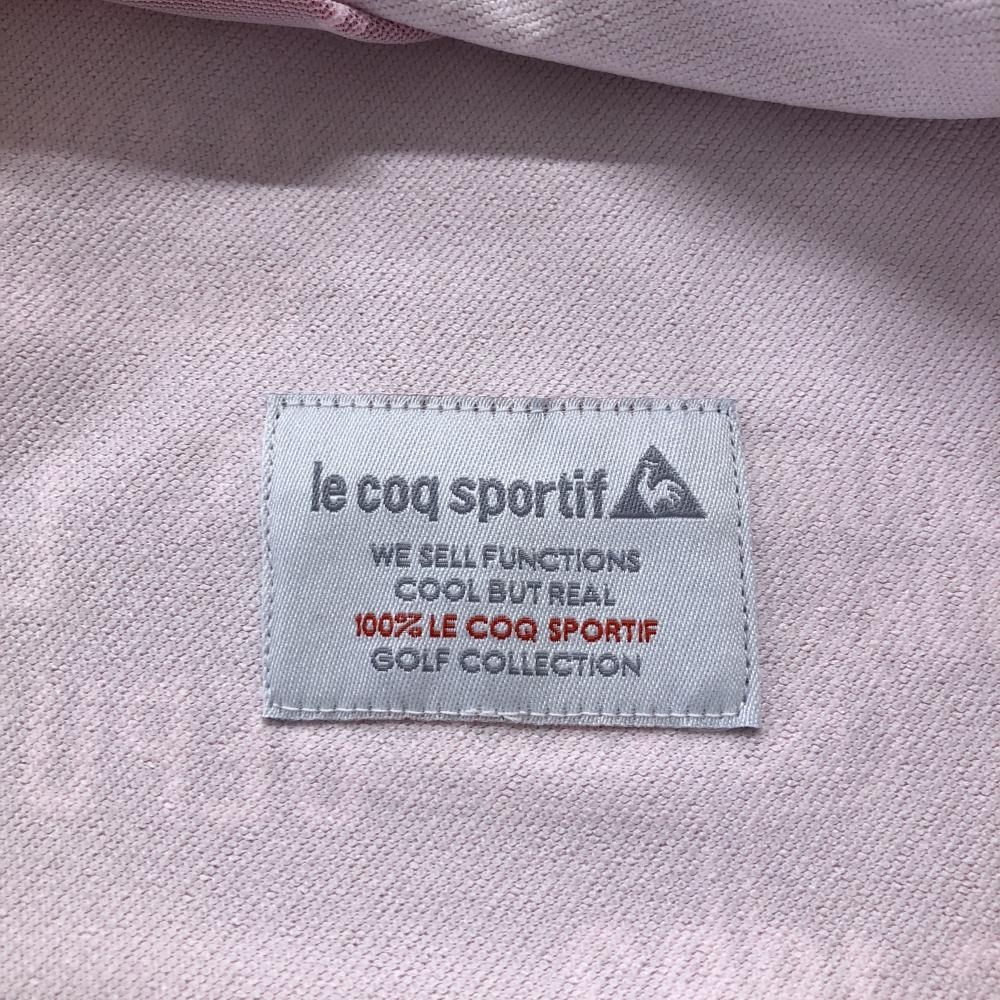 le coq sportif
WE SELL FUNCTIONS
COOL BUT REAL
100% LE COQ SPORTIF
GOLF COLLECTION